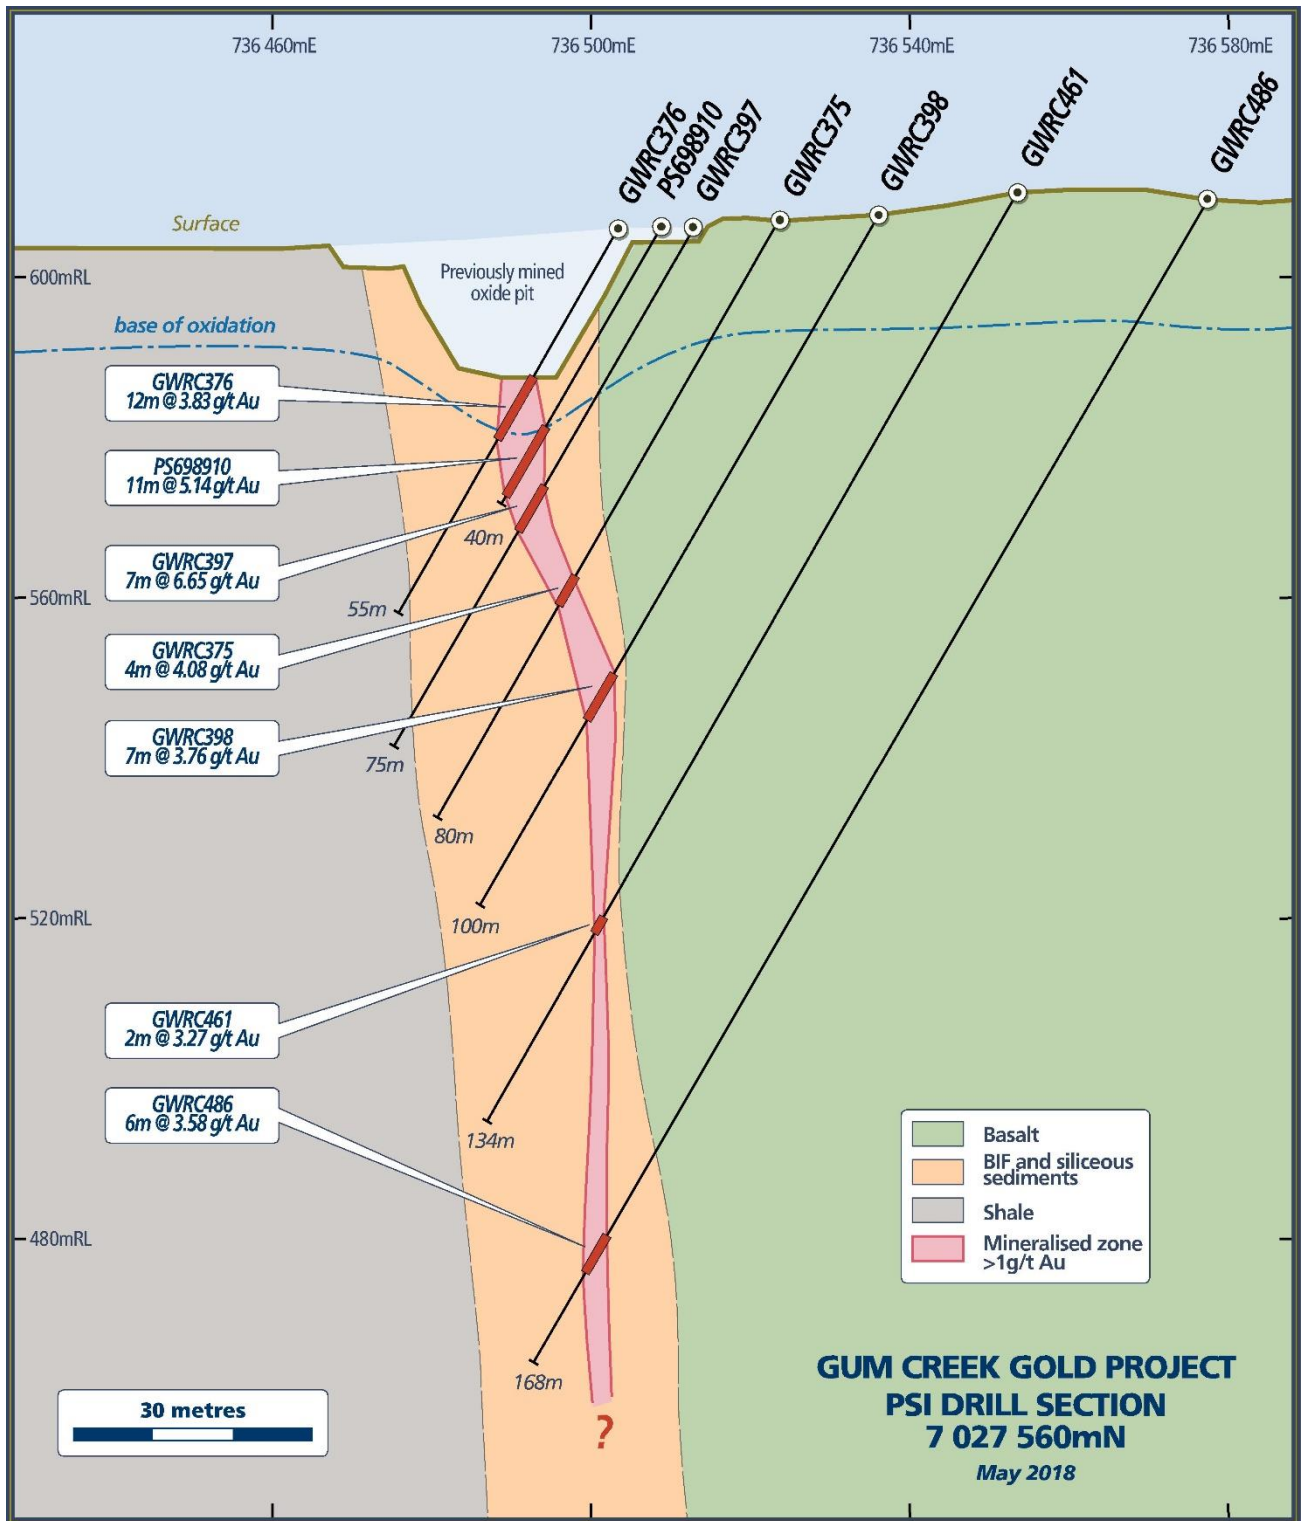 736 460mE
736 500mE
736 540mE
736 580mE
GWRC376
PS698910
GWRC397
GWRC375
GWRC398
GWRC461
GWRC486
Surface
600mRL
Previously mined
oxide pit
base of oxidation
GWRC376
12m @ 3.83 g/t Au
PS698910
11m @ 5.14 g/t Au
40m
GWRC397
7m @ 6.65 g/t Au
560mRL
55m
GWRC375
4m @ 4.08 g/t Au
GWRC398
7m @ 3.76 g/t Au
75m
80m
520mRL
100m
GWRC461
2m @ 3.27 g/t Au
GWRC486
6m @ 3.58 g/t Au
134m
Basalt
BIF and siliceous
sediments
Shale
Mineralised zone
>1g/t Au
480mRL
168m
?
30 metres
GUM CREEK GOLD PROJECT
PSI DRILL SECTION
7 027 560mN
May 2018